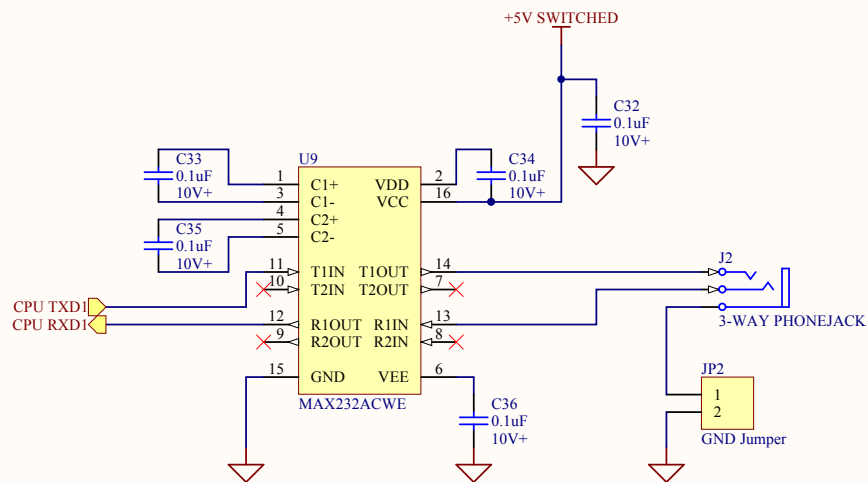 +5V SWITCHED
C32
0.1uF
10V+
C33
0.1uF
10V+
U9
C34
0.1uF
10V+
1 C1+ VDD 2
3 C1- VCC 16
4 C2+
5 C2-
C35
0.1uF
10V+
11 T1IN T1OUT 14
10 T2IN T2OUT 7
12 R1OUT R1IN 13
9 R2OUT R2IN 8
15 GND VEE 6
MAX232ACWE
CPU TXD1
CPU RXD1
J2
3-WAY PHONEJACK
JP2
1
2
GND Jumper
C36
0.1uF
10V+